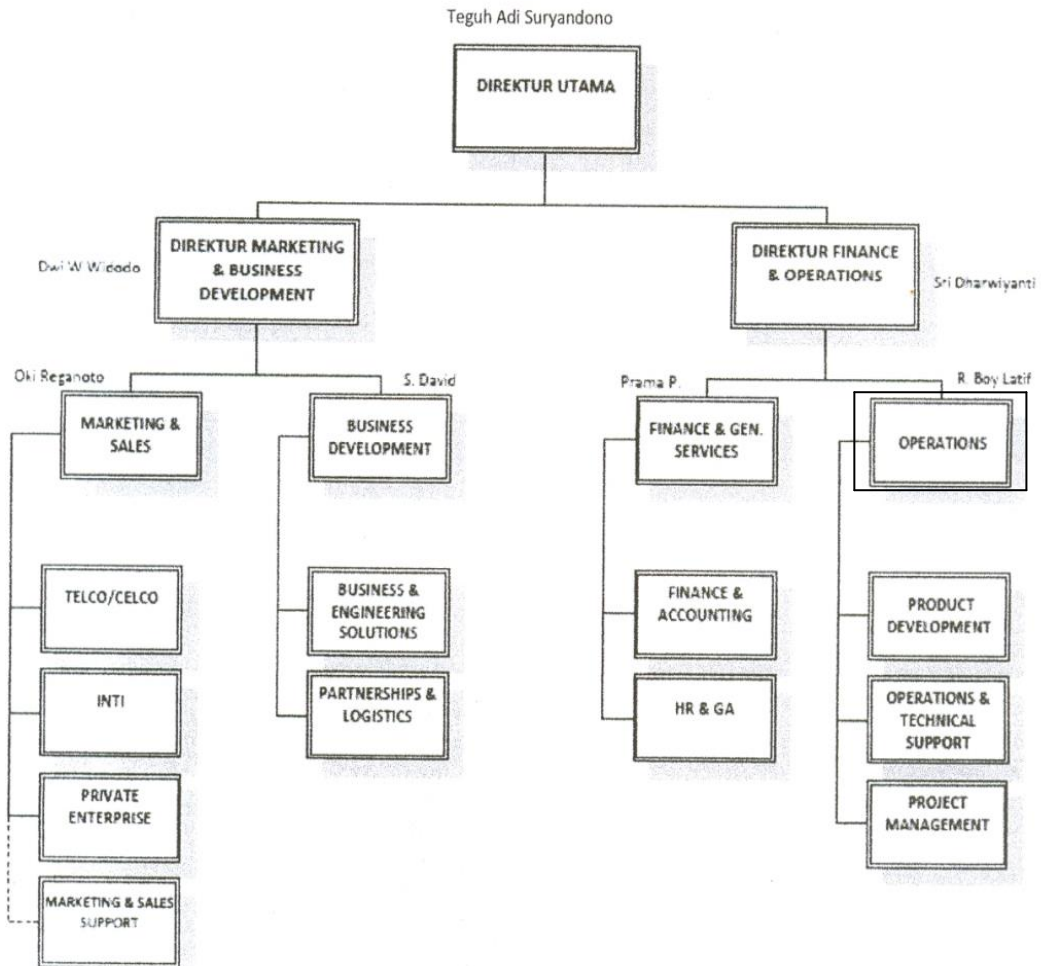 Teguh Adi Suryandono
DIREKTUR UTAMA
DIREKTUR MARKETING
& BUSINESS
DEVELOPMENT
Dwi W Widodo
DIREKTUR FINANCE
& OPERATIONS
Sri Dharwiyanti
Oki Reganoto
MARKETING &
SALES
S. David
BUSINESS
DEVELOPMENT
Prama P.
FINANCE & GEN.
SERVICES
R. Boy Latif
OPERATIONS
TELCO/CELCO
INTI
PRIVATE
ENTERPRISE
MARKETING & SALES
SUPPORT
BUSINESS &
ENGINEERING
SOLUTIONS
PARTNERSHIPS &
LOGISTICS
FINANCE &
ACCOUNTING
HR & GA
PRODUCT
DEVELOPMENT
OPERATIONS &
TECHNICAL
SUPPORT
PROJECT
MANAGEMENT